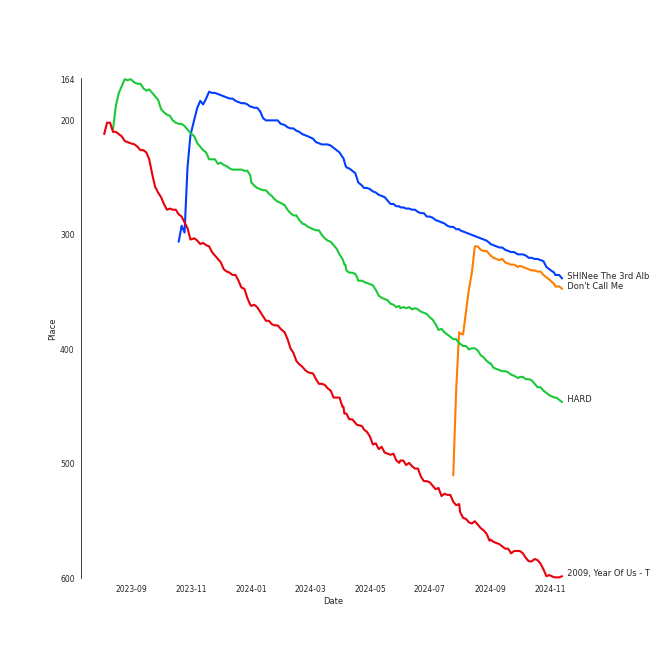 164
200
300
400
500
600
Place
2023-09
2023-11
2024-01
2024-03
2024-05
2024-07
2024-09
2024-11
Date
SHINee The 3rd Alb
Don't Call Me
HARD
2009, Year Of Us - T